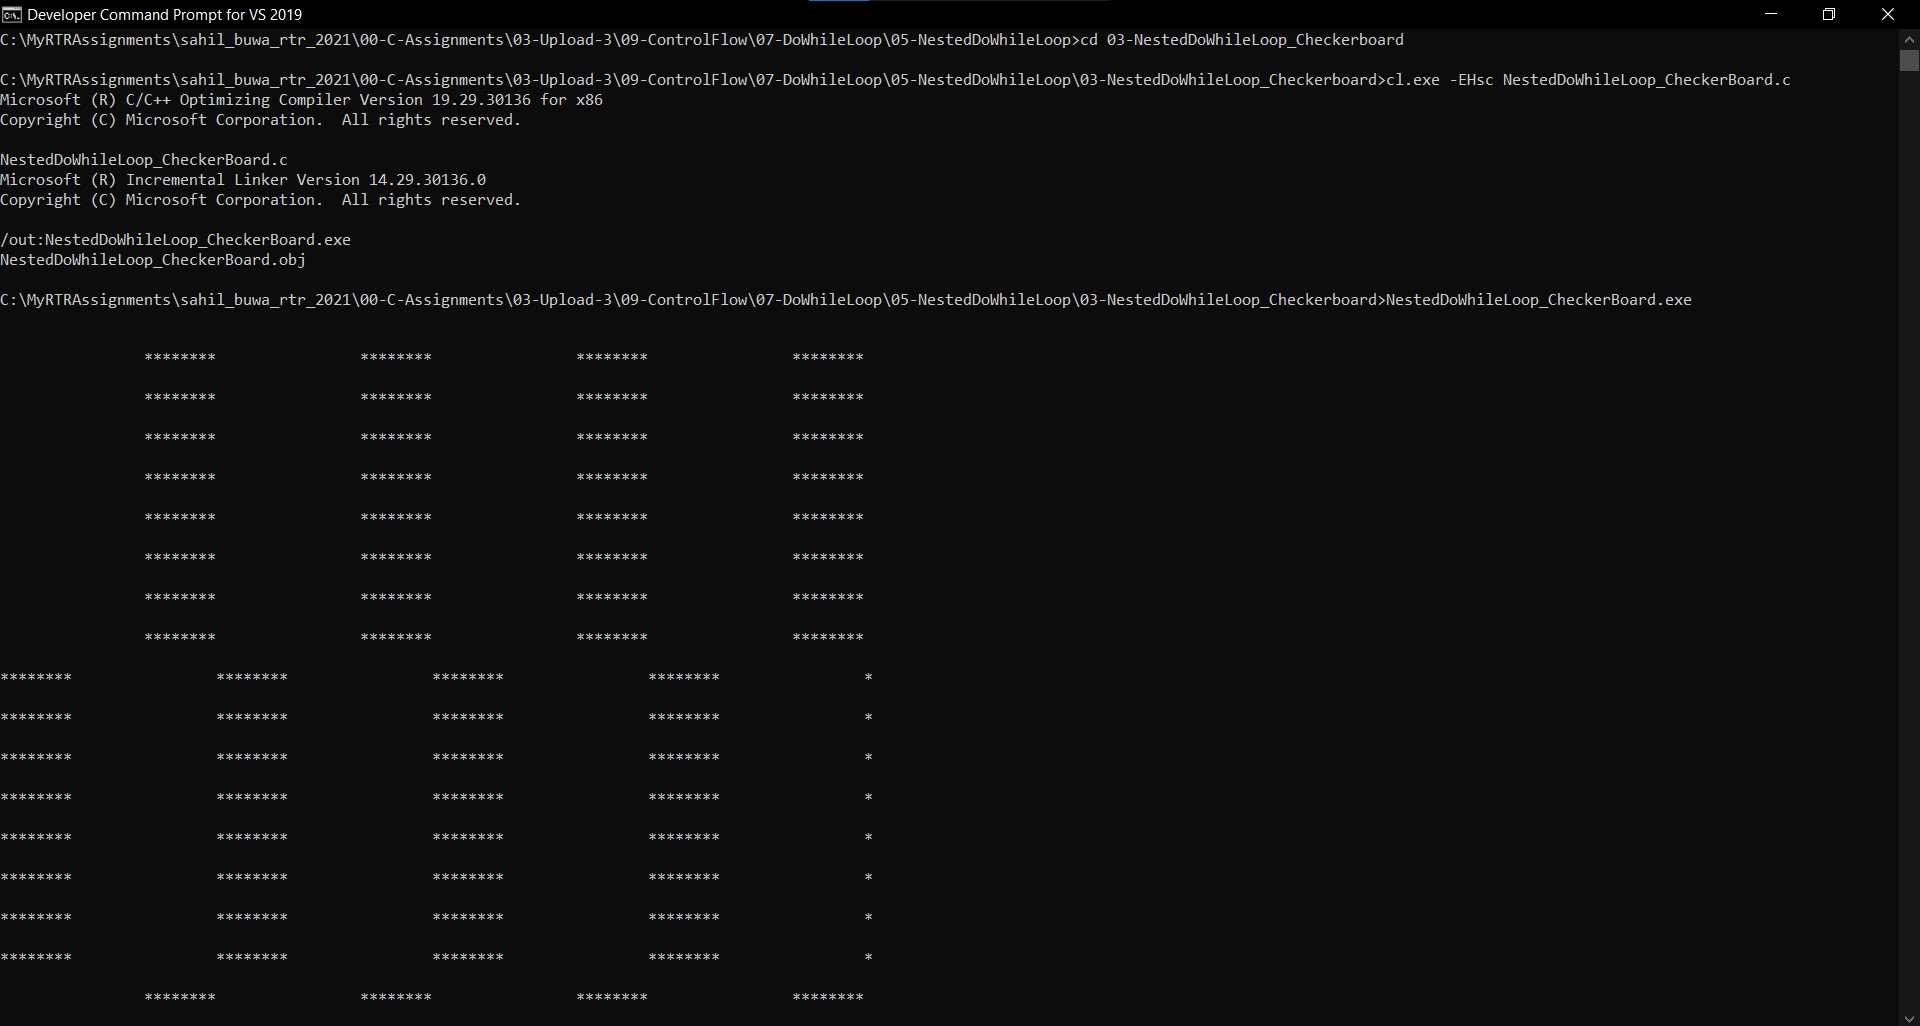 Developer Command Prompt for VS 2019
C:\MyRTRAssignments\sahil_buwa_rtr_2021\00-C-Assignments\03-Upload-3\09-ControlFlow\07-DoWhileLoop\05-NestedDoWhileLoop>cd 03-NestedDoWhileLoop_Checkerboard

C:\MyRTRAssignments\sahil_buwa_rtr_2021\00-C-Assignments\03-Upload-3\09-ControlFlow\07-DoWhileLoop\05-NestedDoWhileLoop\03-NestedDoWhileLoop_Checkerboard>cl.exe -EHsc NestedDoWhileLoop_CheckerBoard.c
Microsoft (R) C/C++ Optimizing Compiler Version 19.29.30136 for x86
Copyright (C) Microsoft Corporation.  All rights reserved.

NestedDoWhileLoop_CheckerBoard.c
Microsoft (R) Incremental Linker Version 14.29.30136.0
Copyright (C) Microsoft Corporation.  All rights reserved.

/out:NestedDoWhileLoop_CheckerBoard.exe
NestedDoWhileLoop_CheckerBoard.obj

C:\MyRTRAssignments\sahil_buwa_rtr_2021\00-C-Assignments\03-Upload-3\09-ControlFlow\07-DoWhileLoop\05-NestedDoWhileLoop\03-NestedDoWhileLoop_Checkerboard>NestedDoWhileLoop_CheckerBoard.exe

                ********                ********                ********                ********
                ********                ********                ********                ********
                ********                ********                ********                ********
                ********                ********                ********                ********
                ********                ********                ********                ********
                ********                ********                ********                ********
                ********                ********                ********                ********
                ********                ********                ********                ********
********                ********                ********                ********                *
********                ********                ********                ********                *
********                ********                ********                ********                *
********                ********                ********                ********                *
********                ********                ********                ********                *
********                ********                ********                ********                *
********                ********                ********                ********                *
********                ********                ********                ********                *
                ********                ********                ********                ********